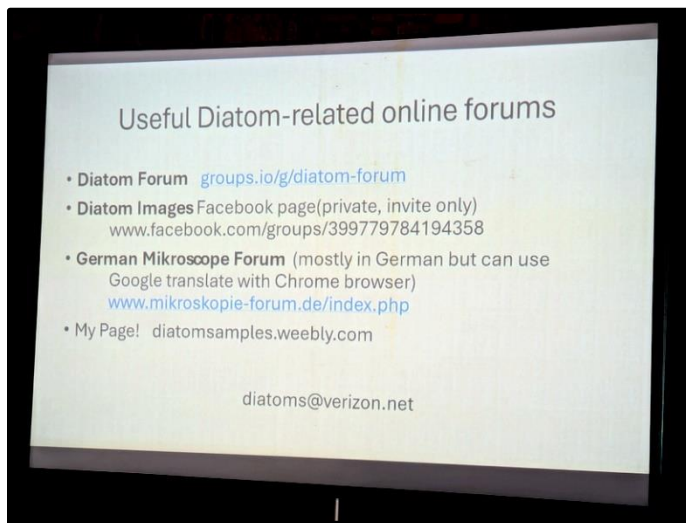 Useful Diatom-related online forums
• Diatom Forum groups.io/g/diatom-forum
• Diatom Images Facebook page(private, invite only)
www.facebook.com/groups/399779784194358
• German Mikroscope Forum (mostly in German but can use
Google translate with Chrome browser)
www.mikroskopie-forum.de/index.php
• My Page! diatomsamples.weebly.com
diatoms@verizon.net